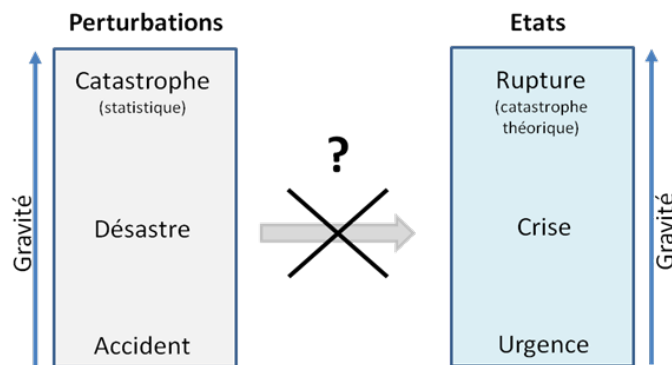 Perturbations
Etats
Catastrophe
(statistique)
Désastre
Accident
Gravité
?
Rupture
(catastrophe
théorique)
Crise
Urgence
Gravité